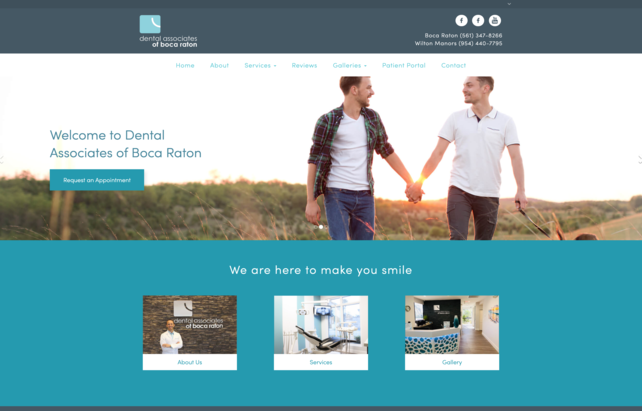 dental associates
of boca raton
Boca Raton (561) 347-8266
Wilton Manors (954) 440-7795
Home About Services Reviews Galleries Patient Portal Contact
Welcome to Dental
Associates of Boca Raton
Request an Appointment
We are here to make you smile
dental associates
of boca raton
About Us
Services
Gallery